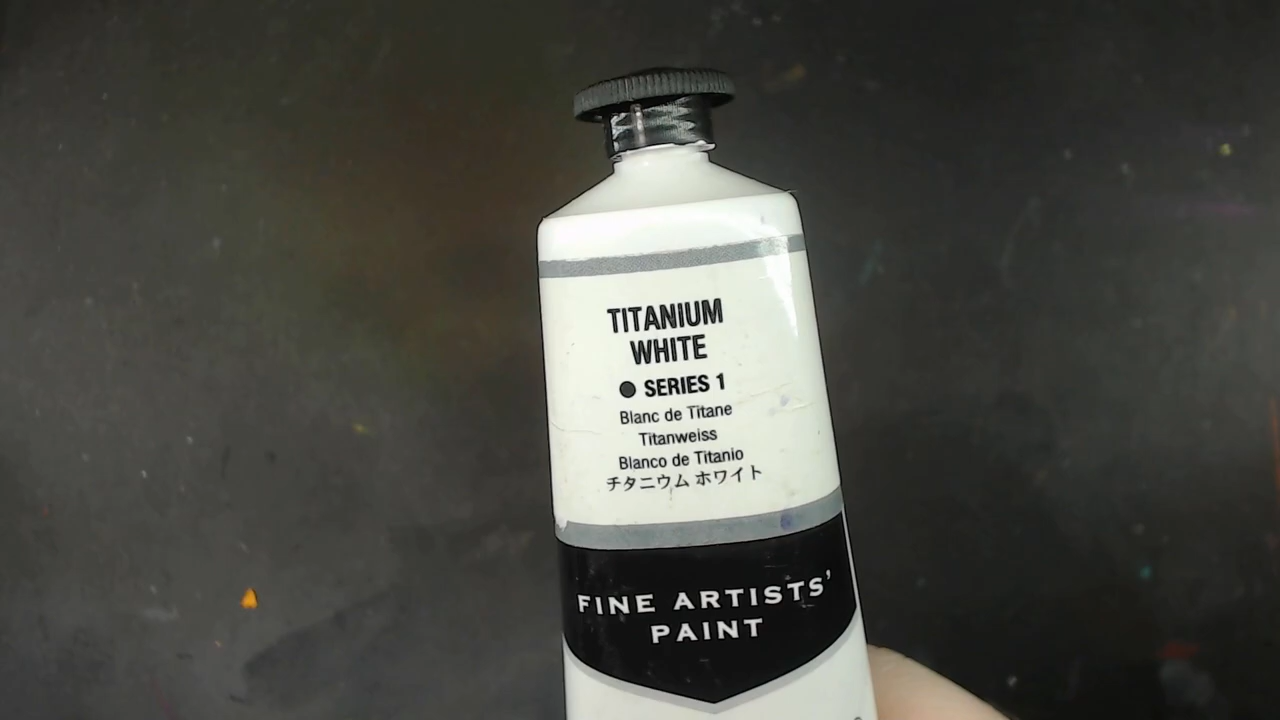 TITANIUM
WHITE
● SERIES 1
Blanc de Titane
Titanweiss
Blanco de Titanio
チタニウム ホワイト
FINE ARTISTS’
PAINT